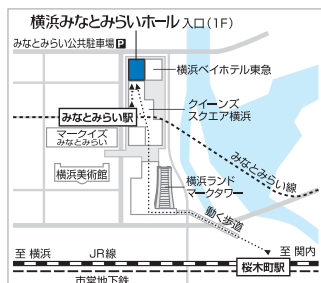 横浜みなとみらいホール 入口(1F)
みなとみらい公共駐車場 P
横浜ベイホテル東急
クイーンズ
スクエア横浜
みなとみらい駅
マークイズ
みなとみらい
みなとみらい線
横浜美術館
横浜ランド
マークタワー
動く歩道
至 横浜
JR線
至 関内
桜木町駅
市営地下鉄